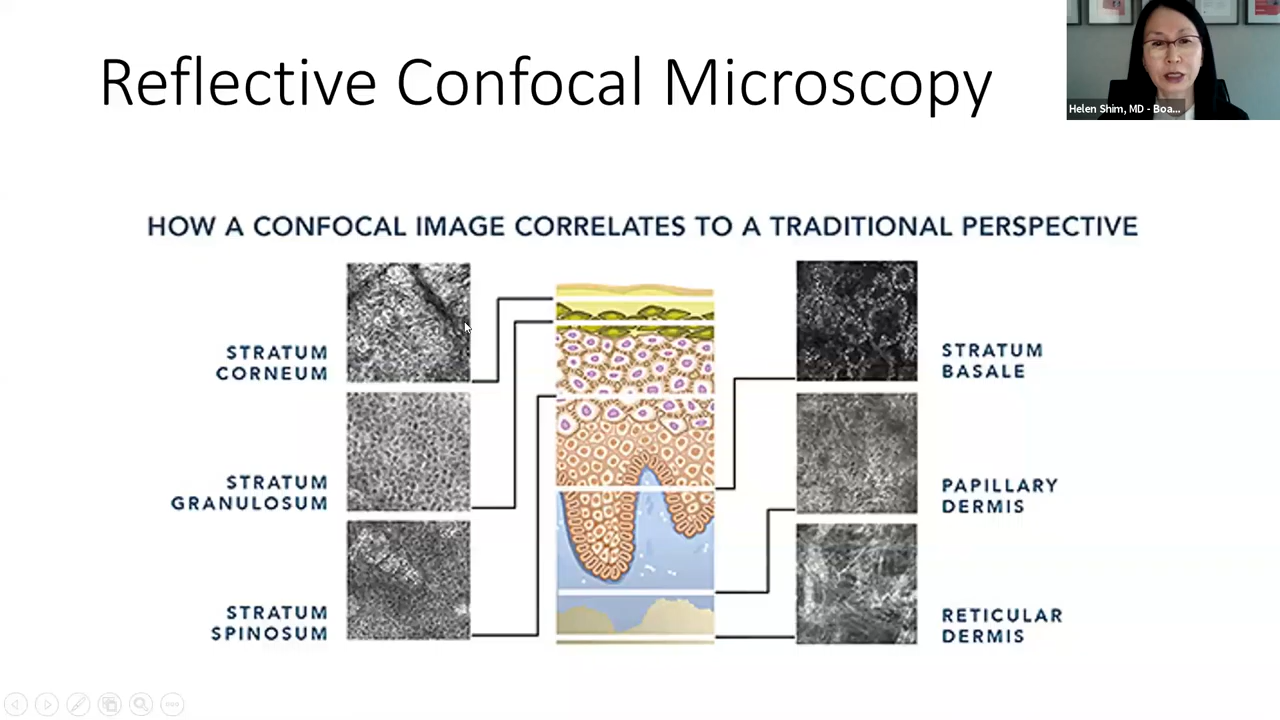 Reflective Confocal Microscopy
Helen Shim, MD - Boa...
HOW A CONFOCAL IMAGE CORRELATES TO A TRADITIONAL PERSPECTIVE
STRATUM
CORNEUM
STRATUM
GRANULOSUM
STRATUM
SPINOSUM
STRATUM
BASALE
PAPILLARY
DERMIS
RETICULAR
DERMIS